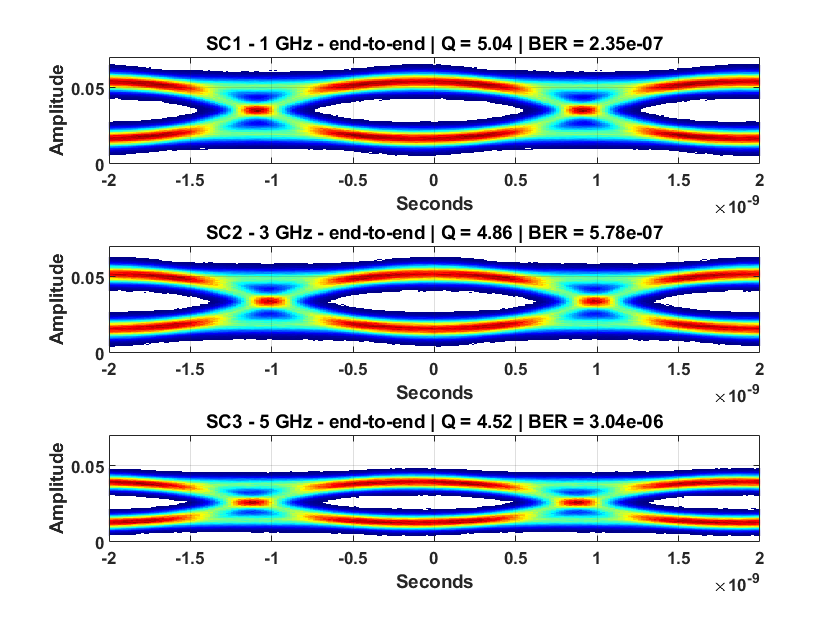 SC1 - 1 GHz - end-to-end | Q = 5.04 | BER = 2.35e-07
Amplitude
0.05
0
-2 -1.5 -1 -0.5 0 0.5 1 1.5 2
Seconds
×10⁻⁹
SC2 - 3 GHz - end-to-end | Q = 4.86 | BER = 5.78e-07
Amplitude
0.05
0
-2 -1.5 -1 -0.5 0 0.5 1 1.5 2
Seconds
×10⁻⁹
SC3 - 5 GHz - end-to-end | Q = 4.52 | BER = 3.04e-06
Amplitude
0.05
0
-2 -1.5 -1 -0.5 0 0.5 1 1.5 2
Seconds
×10⁻⁹